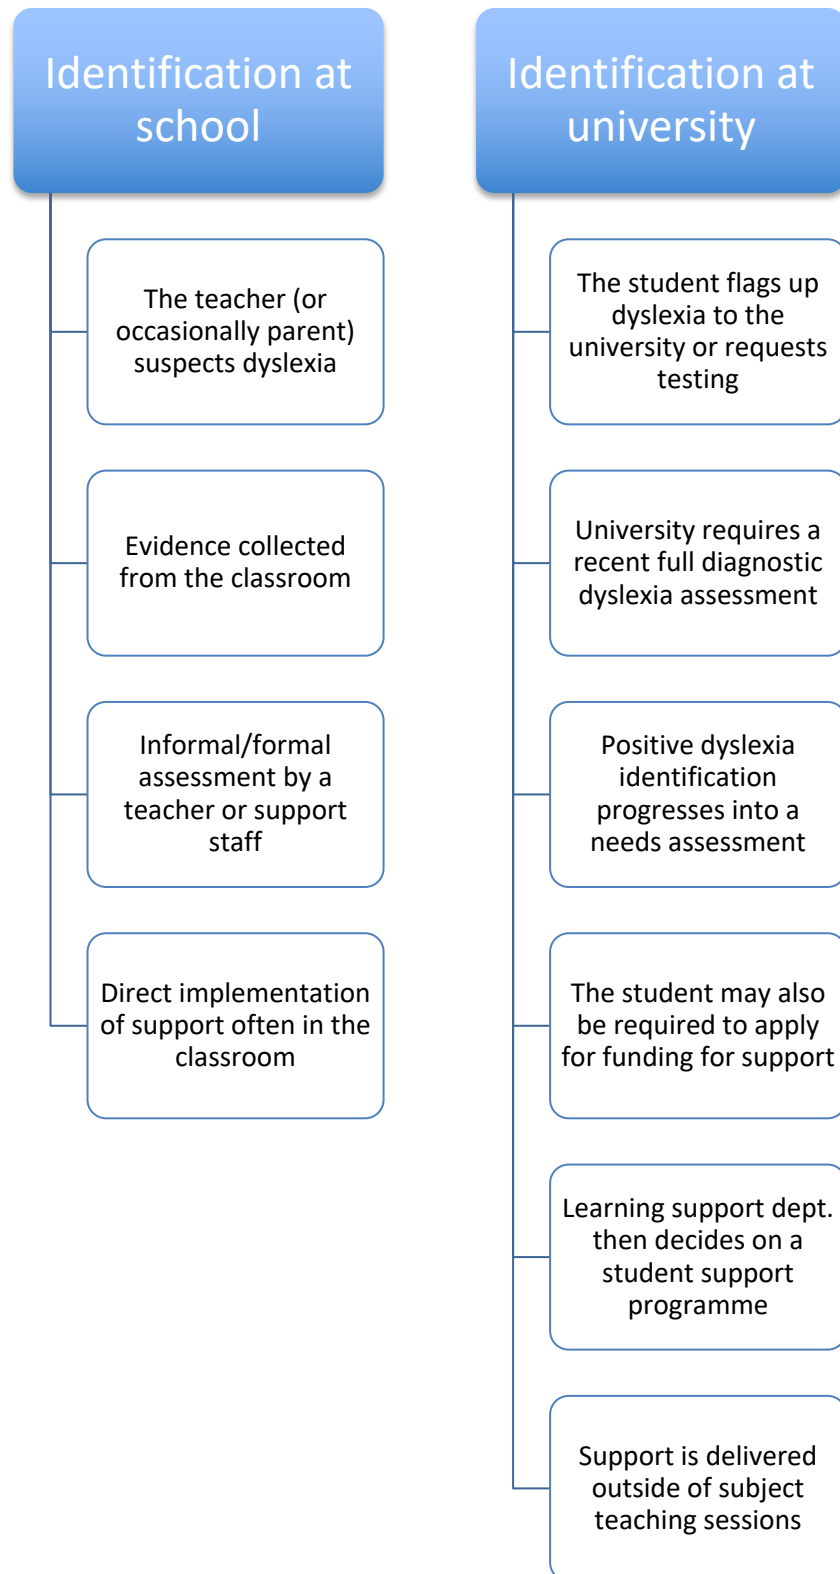 Identification at
school
The teacher (or
occasionally parent)
suspects dyslexia
Evidence collected
from the classroom
Informal/formal
assessment by a
teacher or support
staff
Direct implementation
of support often in the
classroom
Identification at
university
The student flags up
dyslexia to the
university or requests
testing
University requires a
recent full diagnostic
dyslexia assessment
Positive dyslexia
identification
progresses into a
needs assessment
The student may also
be required to apply
for funding for support
Learning support dept.
then decides on a
student support
programme
Support is delivered
outside of subject
teaching sessions